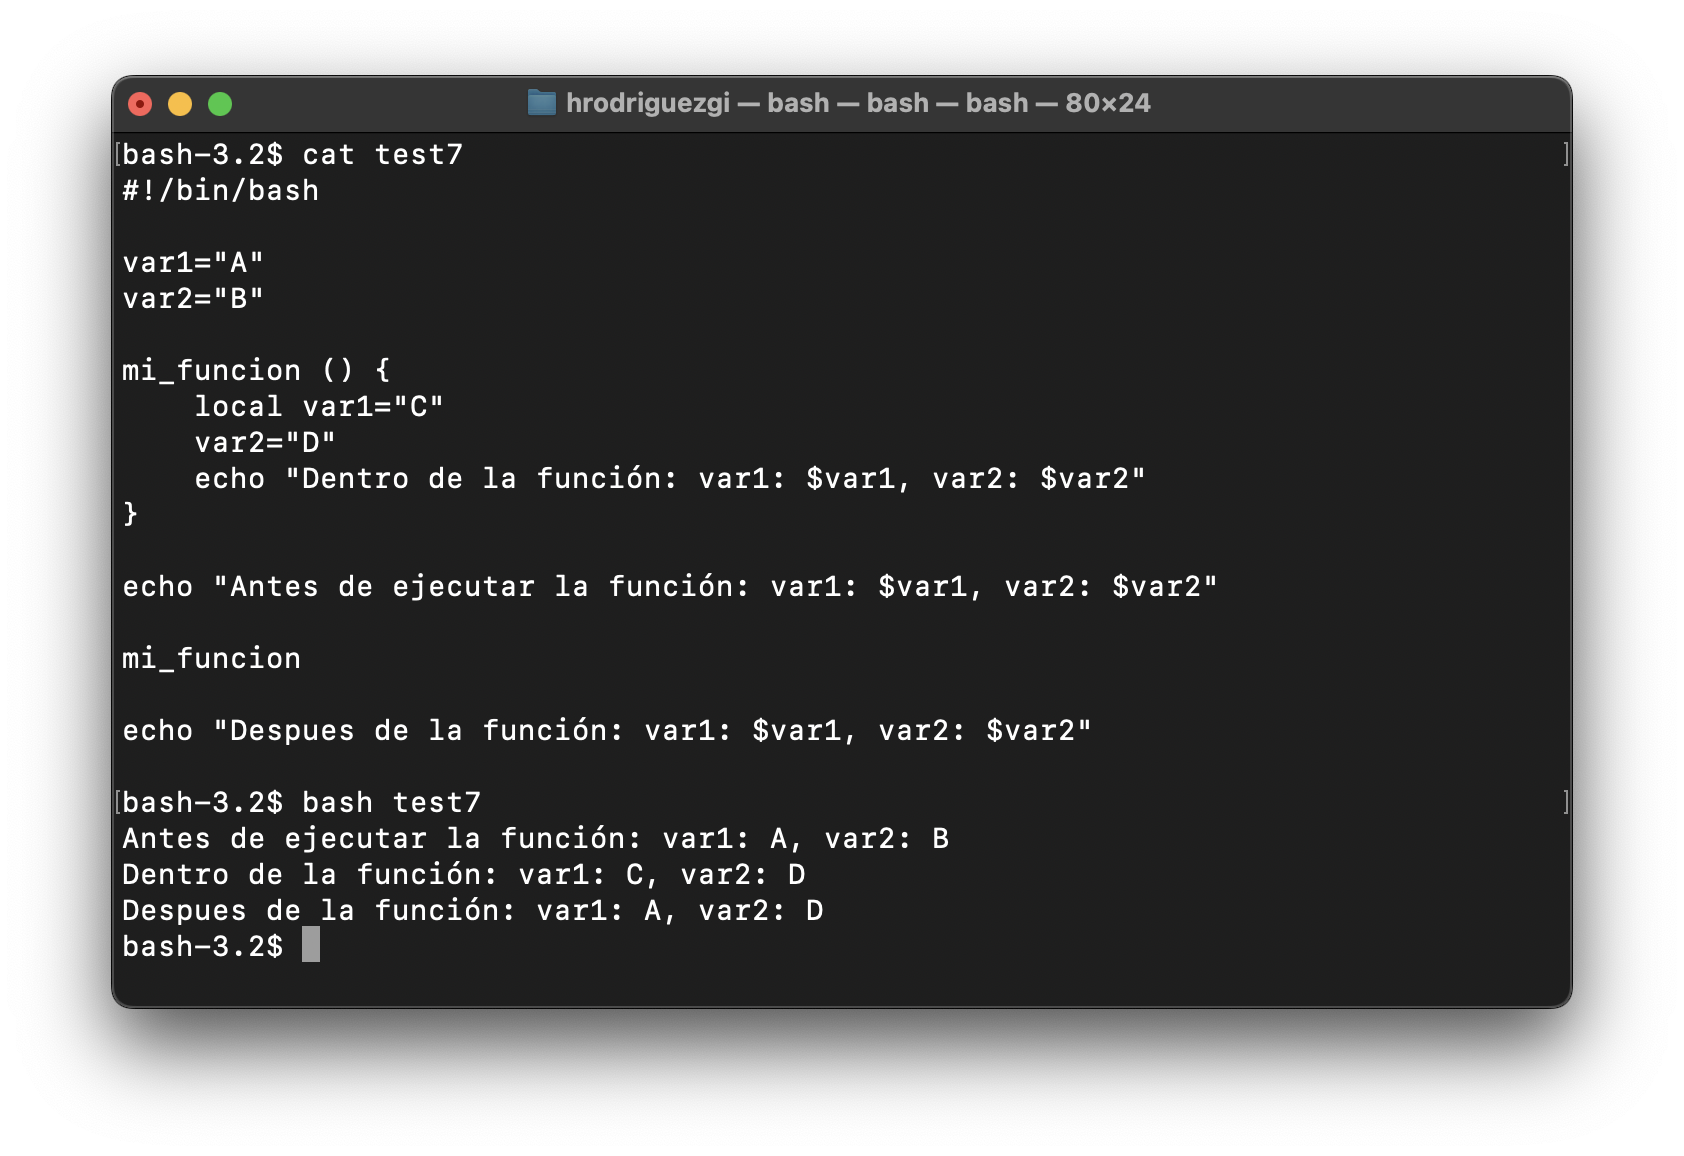 hrodriguezgi — bash — bash — bash — 80×24
[bash-3.2$ cat test7 ]
#!/bin/bash

var1="A"
var2="B"

mi_funcion () {
    local var1="C"
    var2="D"
    echo "Dentro de la función: var1: $var1, var2: $var2"
}

echo "Antes de ejecutar la función: var1: $var1, var2: $var2"

mi_funcion

echo "Despues de la función: var1: $var1, var2: $var2"

[bash-3.2$ bash test7 ]
Antes de ejecutar la función: var1: A, var2: B
Dentro de la función: var1: C, var2: D
Despues de la función: var1: A, var2: D
bash-3.2$